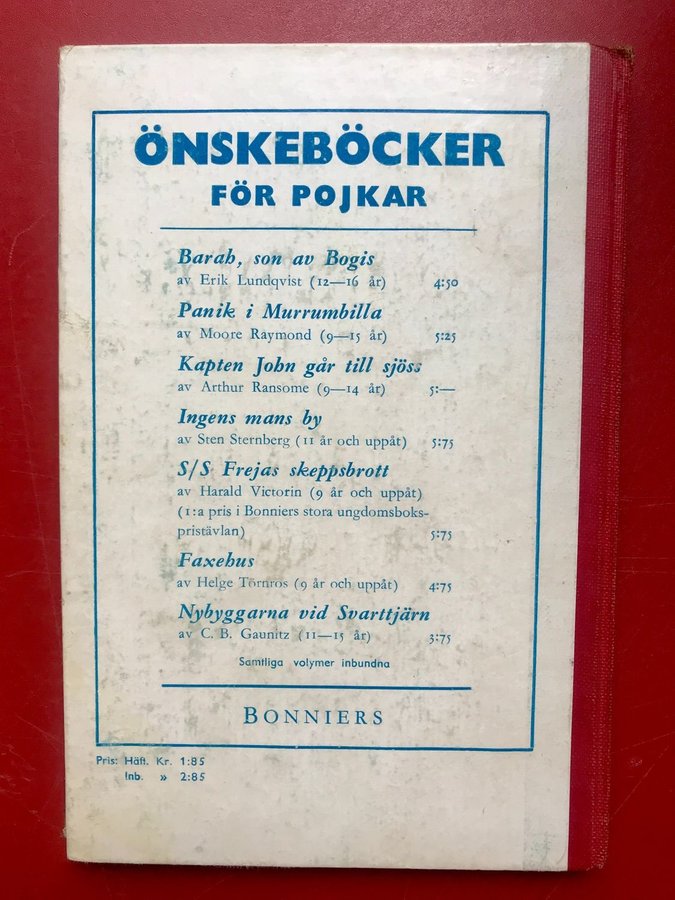 ÖNSKEBÖCKER
FÖR POJKAR
Barab, son av Bogis
av Erik Lundqvist (12—16 år) 4:50
Panik i Murrumbilla
av Moore Raymond (9—15 år) 5:25
Kapten John går till sjöss
av Arthur Ransome (9—14 år) 5:—
Ingens mans by
av Sten Sternberg (11 år och uppåt) 5:75
S/S Frejas skeppsbrott
av Harald Victorin (9 år och uppåt)
(1:a pris i Bonniers stora ungdomsboks-
pristävlan) 5:75
Faxehus
av Helge Törnros (9 år och uppåt) 4:75
Nybyggarna vid Svarttjärn
av C. B. Gaunitz (11—15 år) 3:75
Samtliga volymer inbundna
BONNIERS
Pris: Häft. Kr. 1:85
Inb. » 2:85